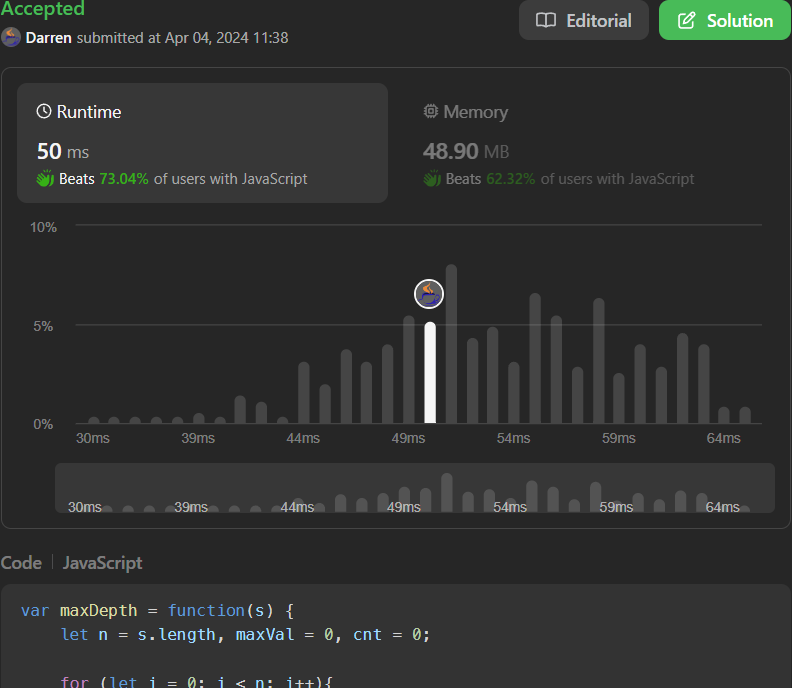 Accepted
Darren submitted at Apr 04, 2024 11:38
Editorial
Solution
Runtime
50 ms
Beats 73.04% of users with JavaScript
Memory
48.90 MB
Beats 62.32% of users with JavaScript
10%
5%
0%
30ms 39ms 44ms 49ms 54ms 59ms 64ms
30ms 39ms 44ms 49ms 54ms 59ms 64ms
Code JavaScript
var maxDepth = function(s) {
let n = s.length, maxVal = 0, cnt = 0;
for (let i = 0; i < n; i++){